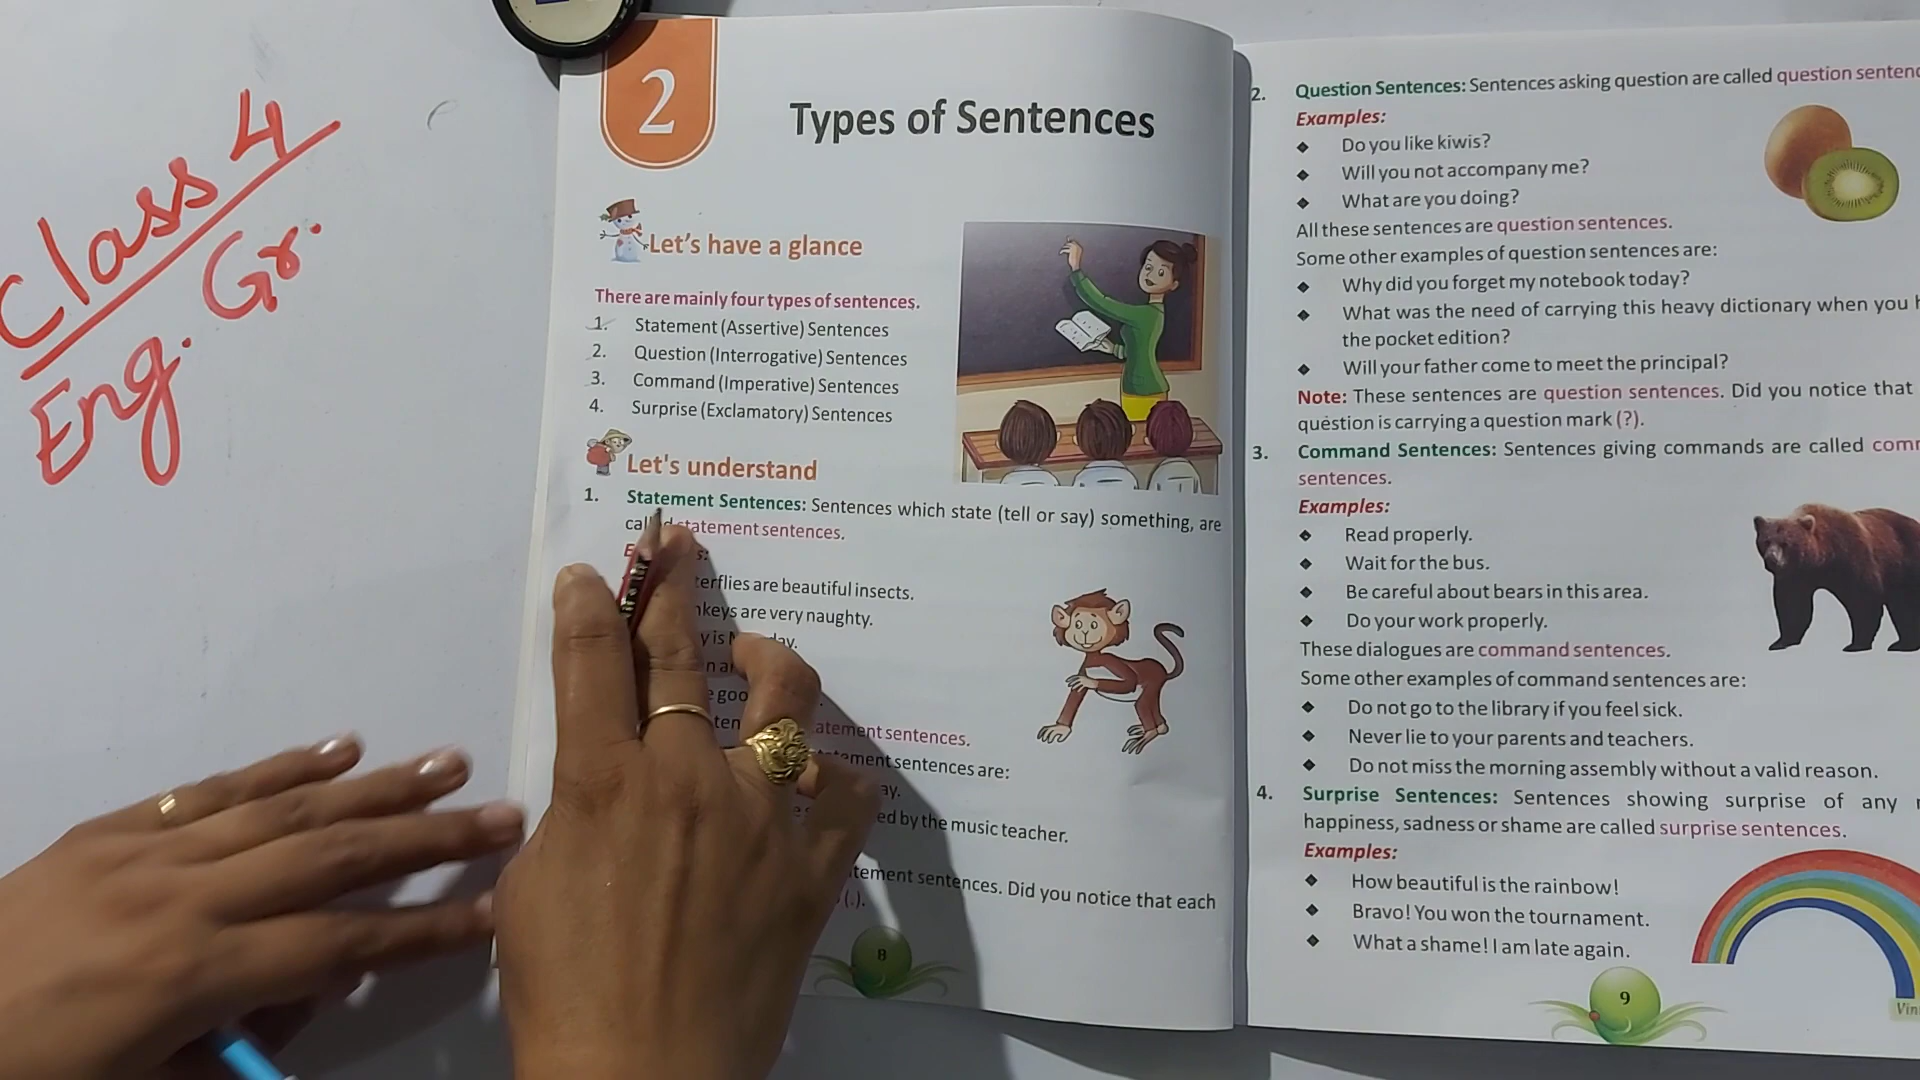 Class 4
Eng. Gr.
2
Types of Sentences
Let's have a glance
There are mainly four types of sentences.
1. Statement (Assertive) Sentences
2. Question (Interrogative) Sentences
3. Command (Imperative) Sentences
4. Surprise (Exclamatory) Sentences
Let's understand
1. Statement Sentences: Sentences which state (tell or say) something, are
statement sentences.
are beautiful insects.
are very naughty.
is
statement sentences.
sentences are:
by the music teacher.
sentences. Did you notice that each
(.).
8
2. Question Sentences: Sentences asking question are called question
Examples:
❖ Do you like kiwis?
❖ Will you not accompany me?
❖ What are you doing?
All these sentences are question sentences.
Some other examples of question sentences are:
❖ Why did you forget my notebook today?
❖ What was the need of carrying this heavy dictionary when you
the pocket edition?
❖ Will your father come to meet the principal?
Note: These sentences are question sentences. Did you notice that
question is carrying a question mark (?).
3. Command Sentences: Sentences giving commands are called
sentences.
Examples:
❖ Read properly.
❖ Wait for the bus.
❖ Be careful about bears in this area.
❖ Do your work properly.
These dialogues are command sentences.
Some other examples of command sentences are:
❖ Do not go to the library if you feel sick.
❖ Never lie to your parents and teachers.
❖ Do not miss the morning assembly without a valid reason.
4. Surprise Sentences: Sentences showing surprise of any
happiness, sadness or shame are called surprise sentences.
Examples:
❖ How beautiful is the rainbow!
❖ Bravo! You won the tournament.
❖ What a shame! I am late again.
9